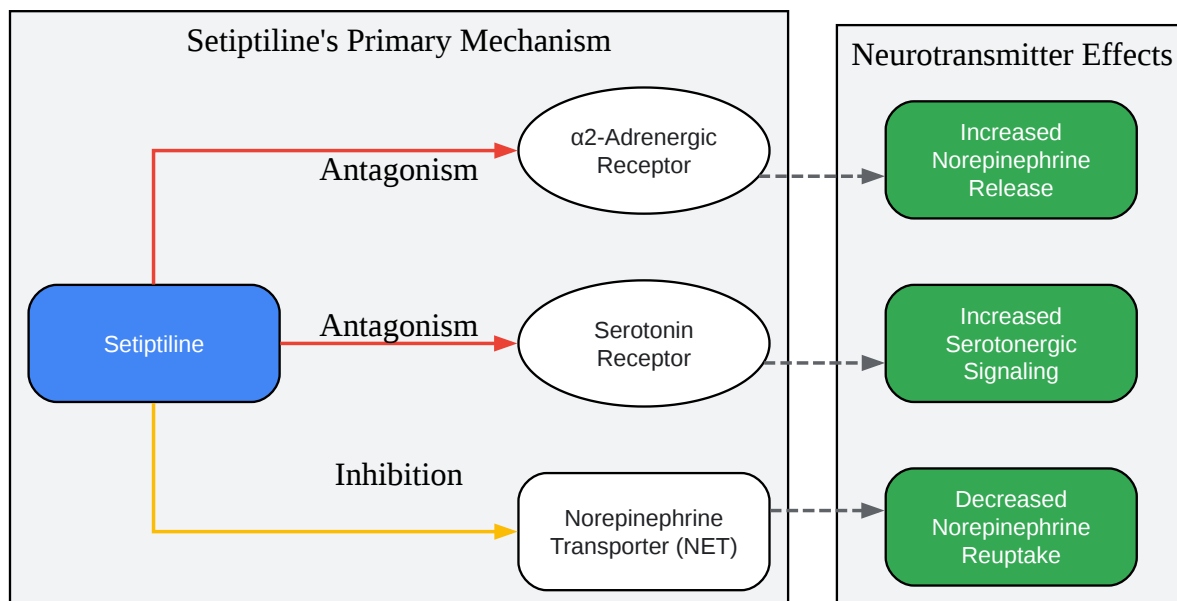 Setiptiline's Primary Mechanism
Neurotransmitter Effects
α2-Adrenergic
Receptor
Antagonism
Increased
Norepinephrine
Release
Setiptiline
Antagonism
Serotonin
Receptor
Increased
Serotonergic
Signaling
Inhibition
Norepinephrine
Transporter (NET)
Decreased
Norepinephrine
Reuptake